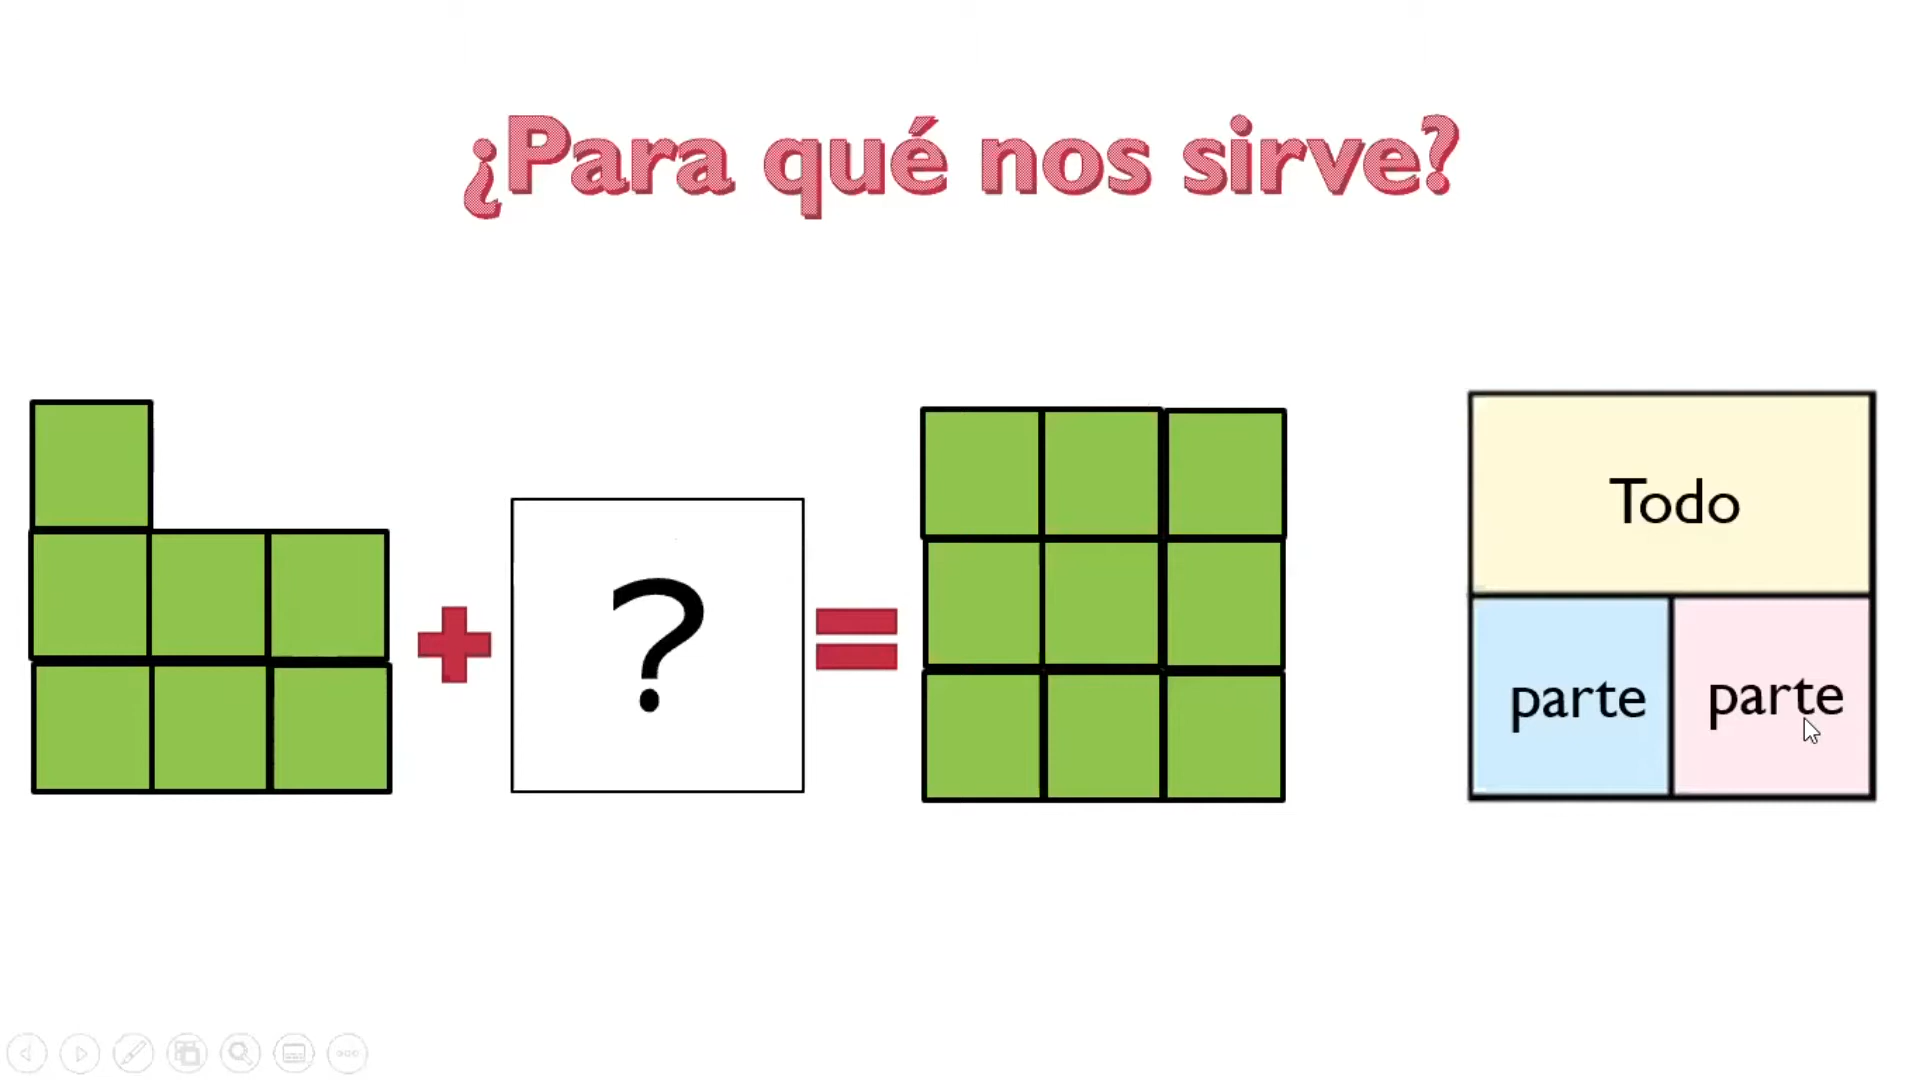 ¿Para qué nos sirve?
+
?
=
Todo
parte
parte